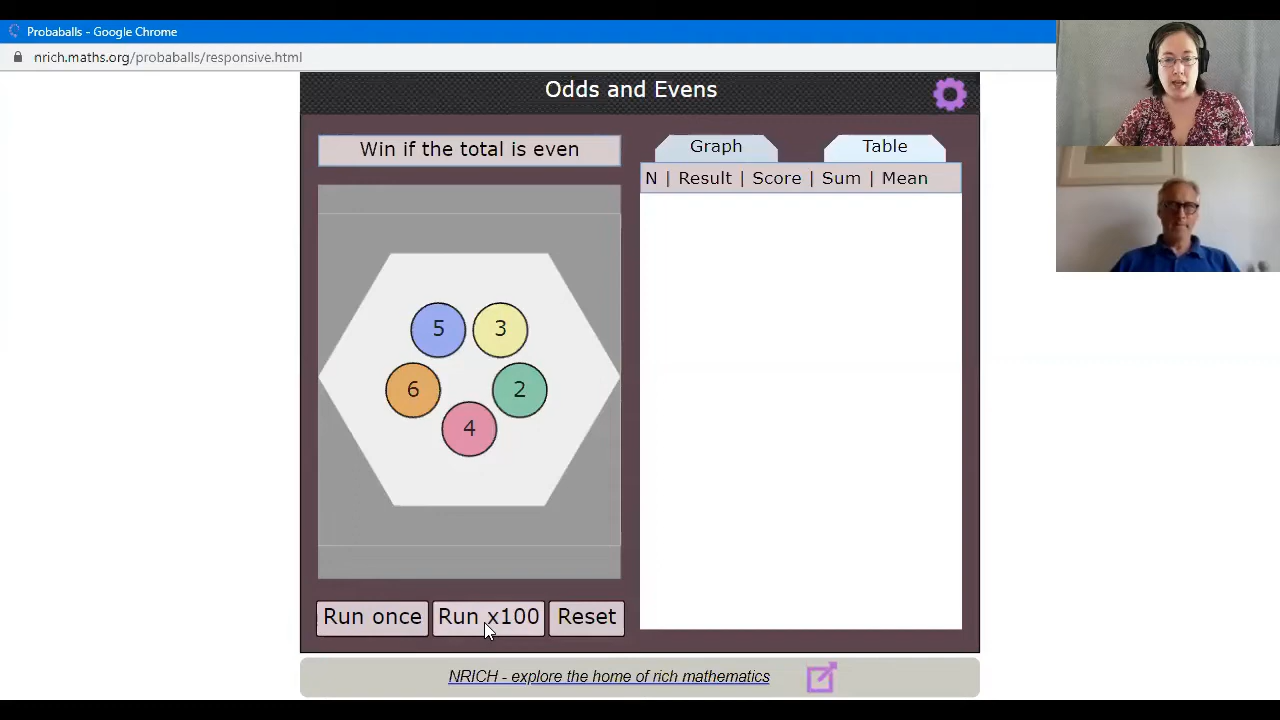 Probaballs - Google Chrome
nrich.maths.org/probaballs/responsive.html
Odds and Evens
Win if the total is even
Graph
Table
N | Result | Score | Sum | Mean
5
3
6
2
4
Run once
Run x100
Reset
NRICH - explore the home of rich mathematics